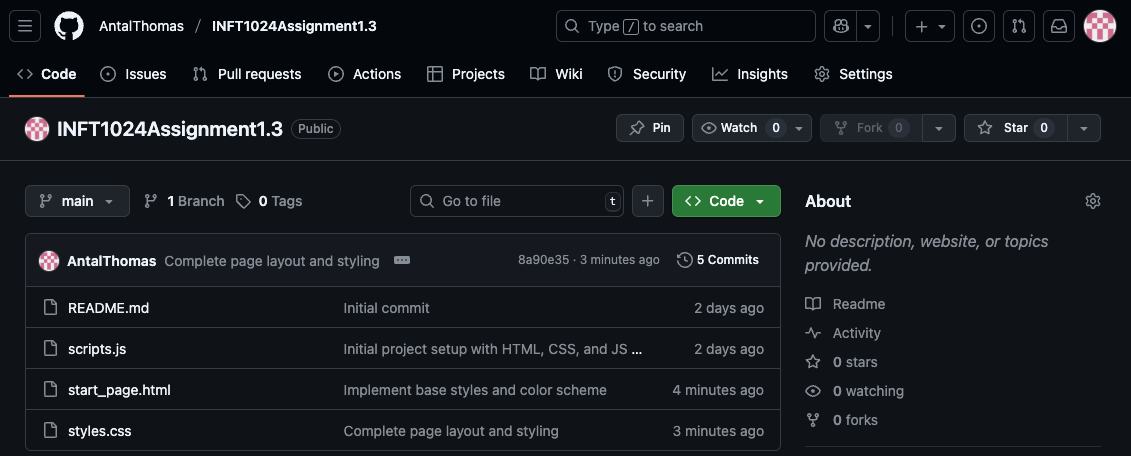 AntalThomas / INFT1024Assignment1.3
Type / to search
Code Issues Pull requests Actions Projects Wiki Security Insights Settings
INFT1024Assignment1.3 Public
Pin Watch 0 Fork 0 Star 0
main 1 Branch 0 Tags
Go to file t
Code
About
AntalThomas Complete page layout and styling
8a90e35 · 3 minutes ago 5 Commits
README.md Initial commit 2 days ago
scripts.js Initial project setup with HTML, CSS, and JS ... 2 days ago
start_page.html Implement base styles and color scheme 4 minutes ago
styles.css Complete page layout and styling 3 minutes ago
No description, website, or topics
provided.
Readme
Activity
0 stars
0 watching
0 forks